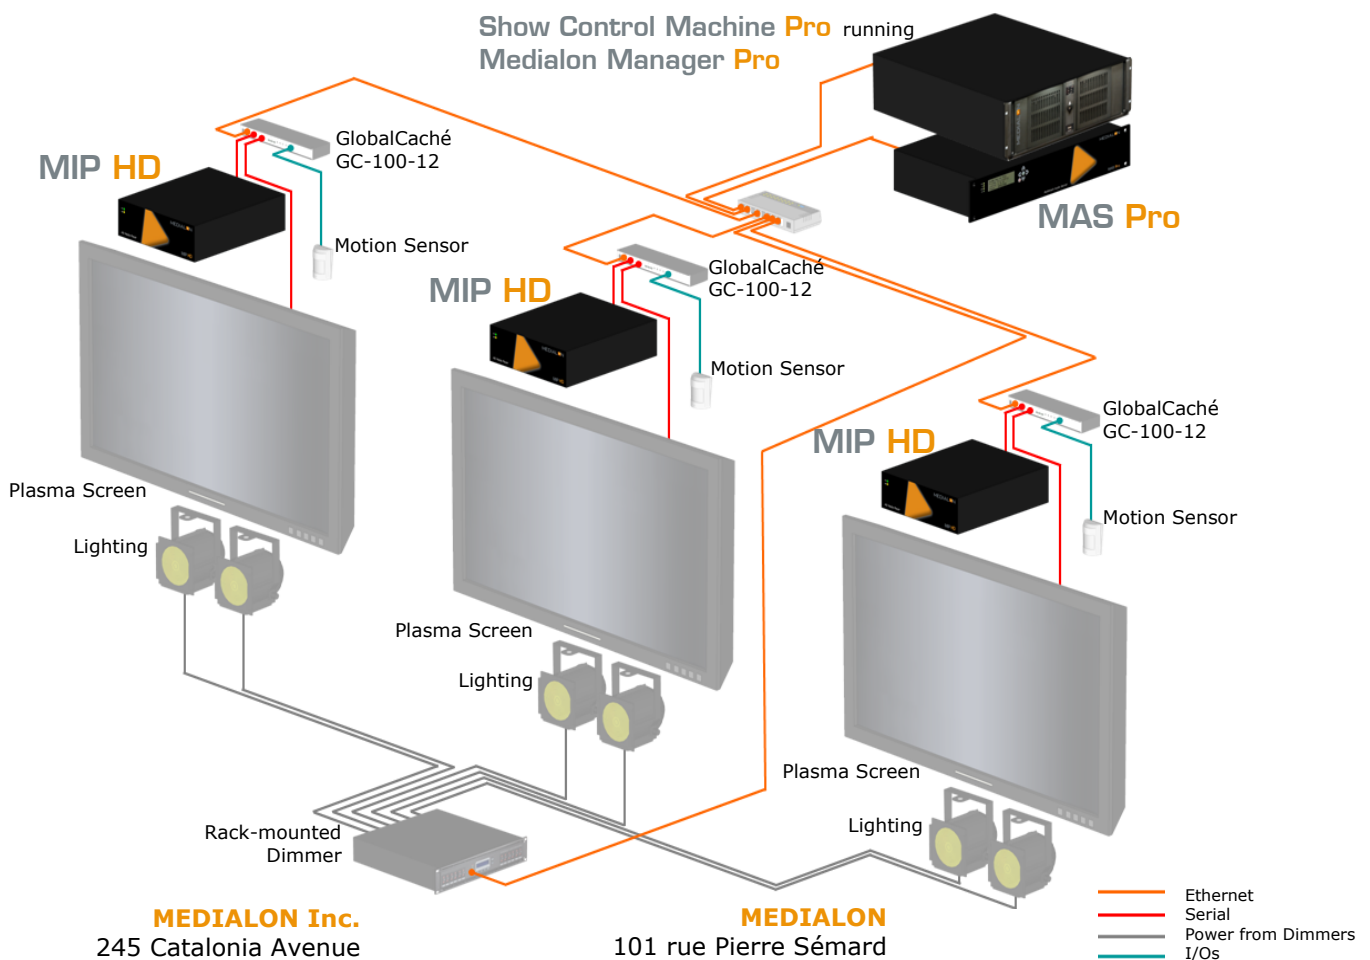 Show Control Machine Pro running
Medialon Manager Pro
GlobalCaché
GC-100-12
MIP HD
MAS Pro
Motion Sensor
GlobalCaché
GC-100-12
MIP HD
Motion Sensor
GlobalCaché
GC-100-12
MIP HD
Plasma Screen
Motion Sensor
Lighting
Plasma Screen
Lighting
Plasma Screen
Lighting
Rack-mounted
Dimmer
MEDIALON Inc.
245 Catalonia Avenue
MEDIALON
101 rue Pierre Sémard
Ethernet
Serial
Power from Dimmers
I/Os